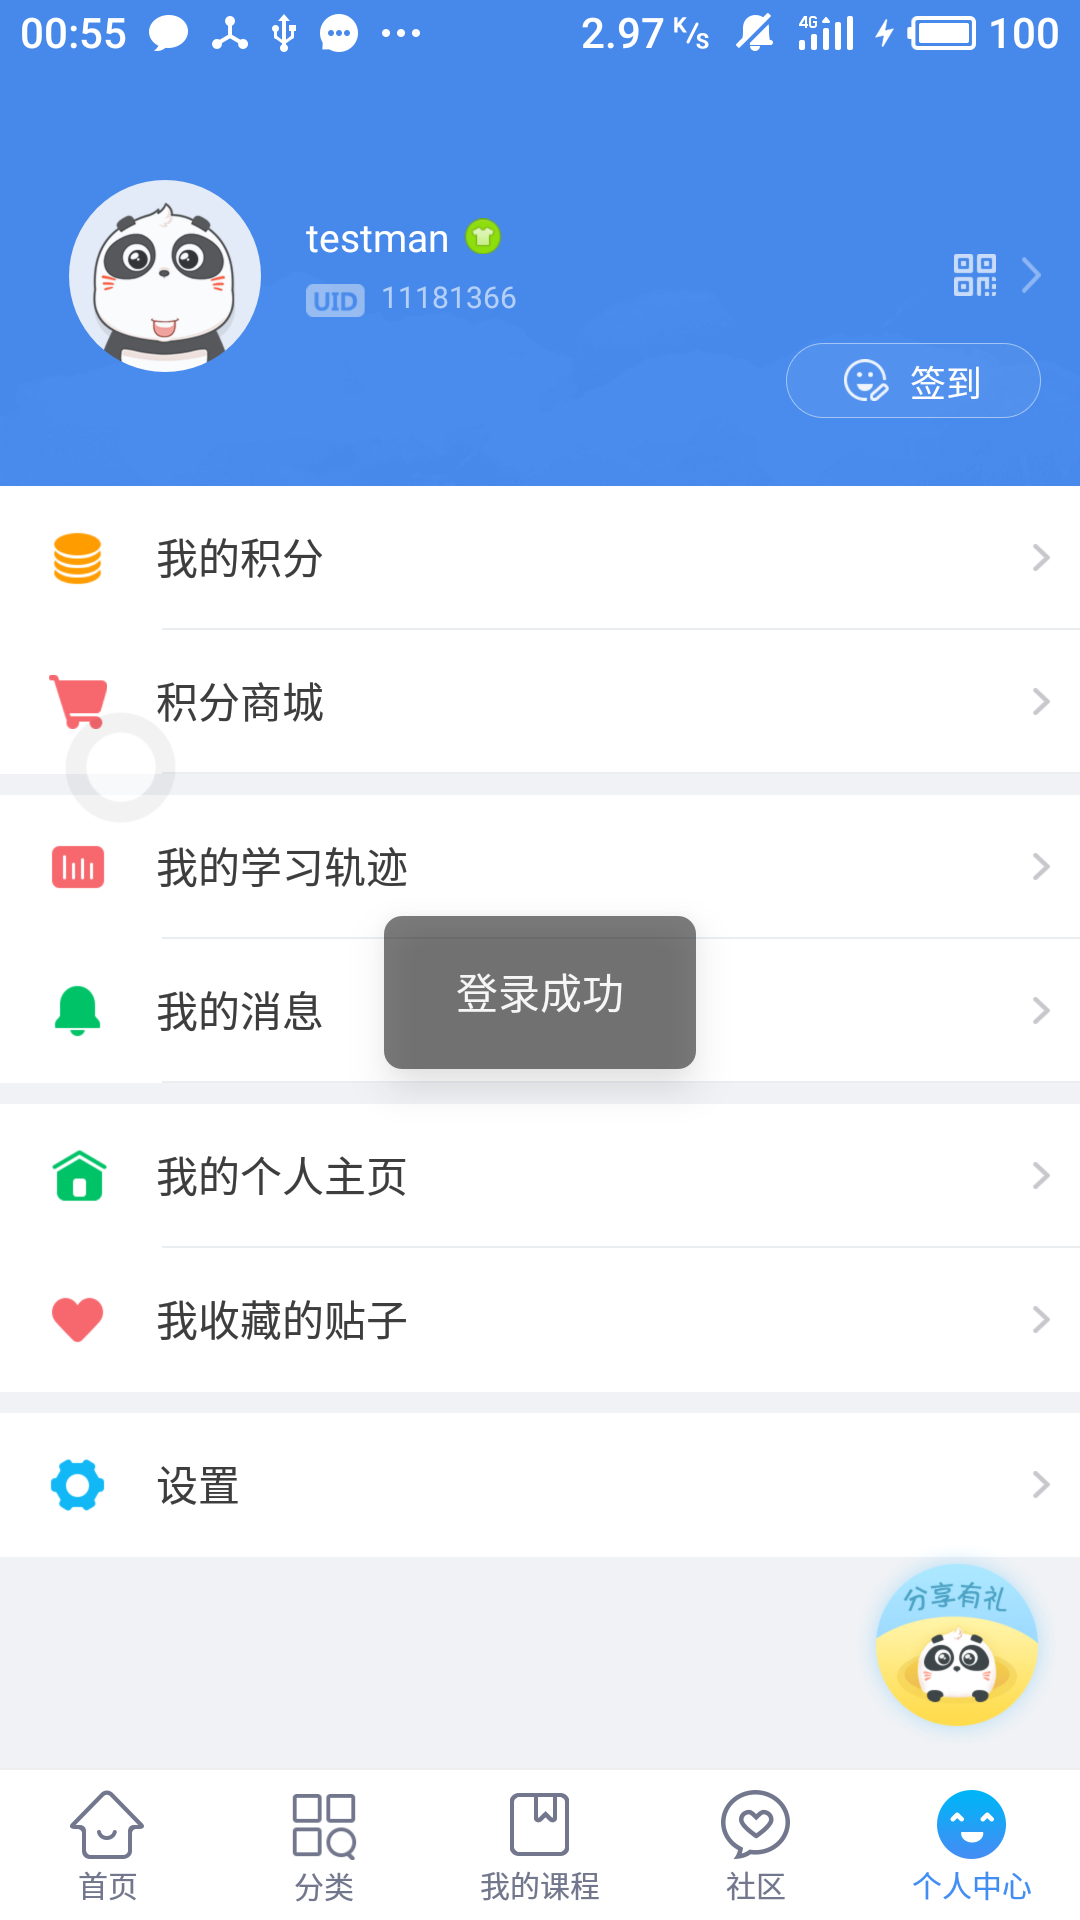 00:55 2.97 K/s 4G 100
testman
UID 11181366
签到
我的积分
积分商城
我的学习轨迹
登录成功
我的消息
我的个人主页
我收藏的贴子
设置
分享有礼
首页 分类 我的课程 社区 个人中心